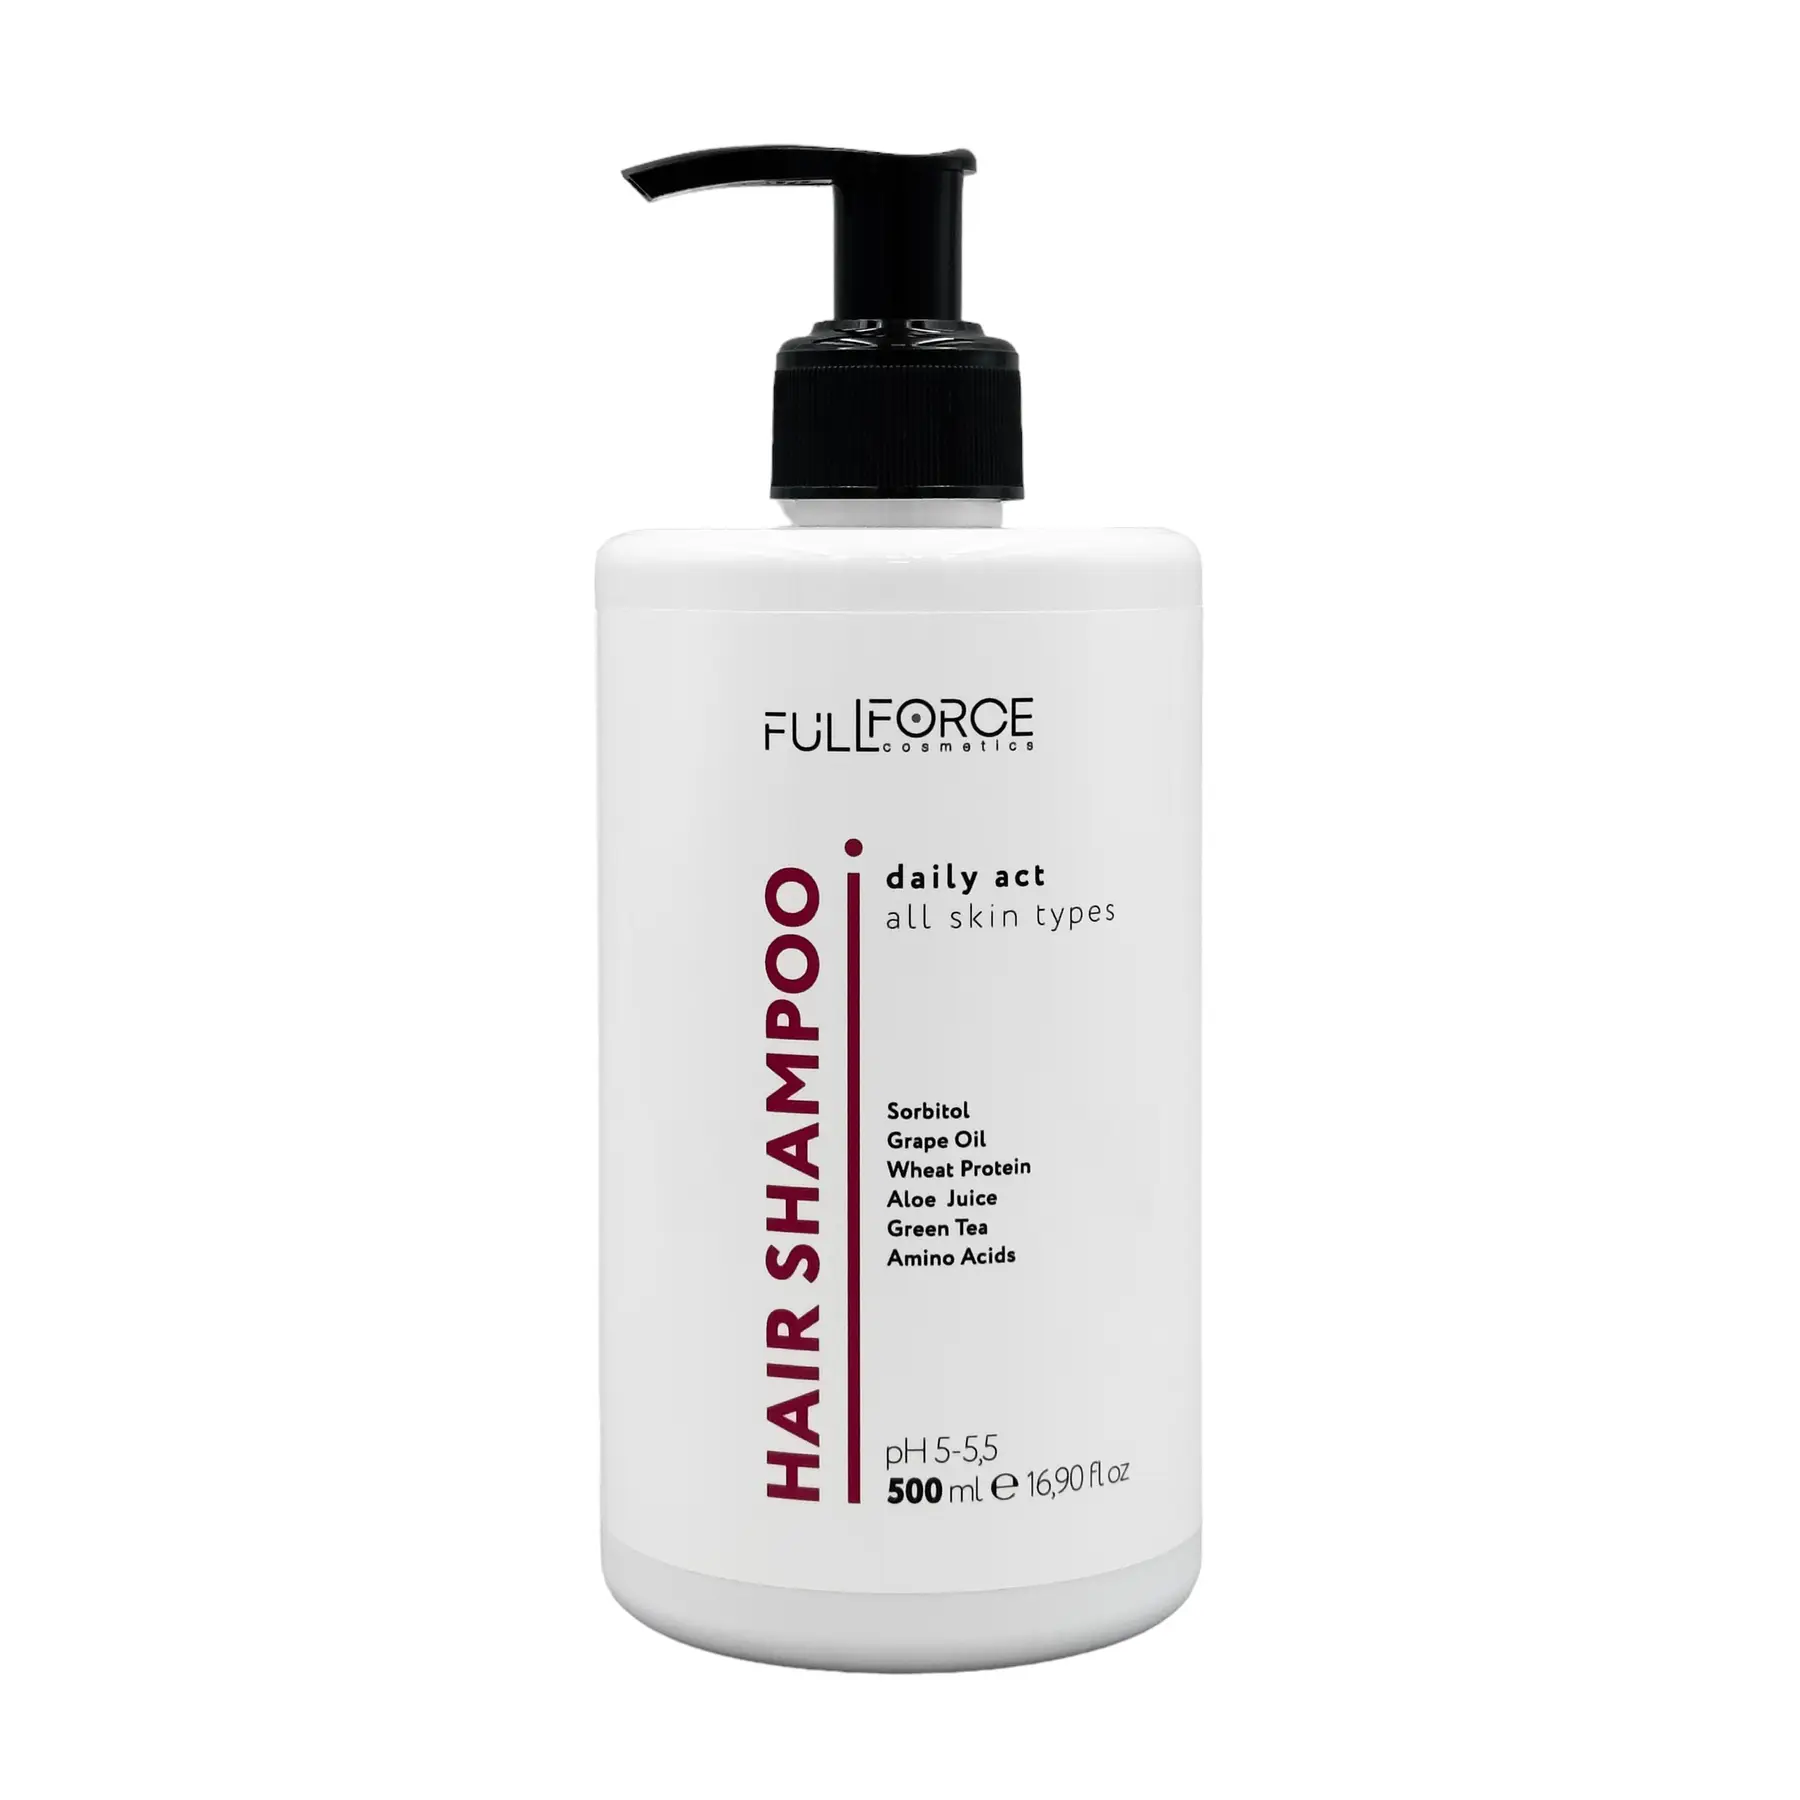 FULLFORCE
cosmetics
HAIR SHAMPOO
daily act
all skin types
Sorbitol
Grape Oil
Wheat Protein
Aloe Juice
Green Tea
Amino Acids
pH 5-5,5
500 ml e 16,90 fl oz